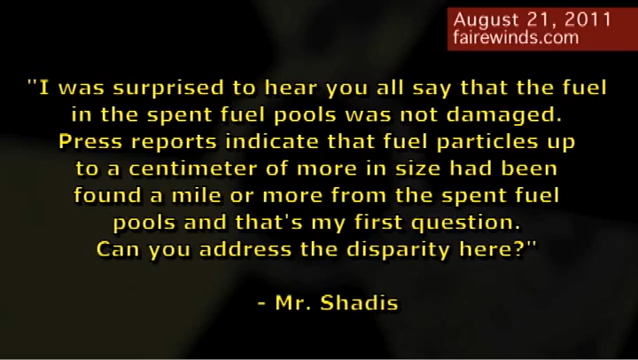 August 21, 2011
fairewinds.com
"I was surprised to hear you all say that the fuel
in the spent fuel pools was not damaged.
Press reports indicate that fuel particles up
to a centimeter of more in size had been
found a mile or more from the spent fuel
pools and that's my first question.
Can you address the disparity here?"
- Mr. Shadis